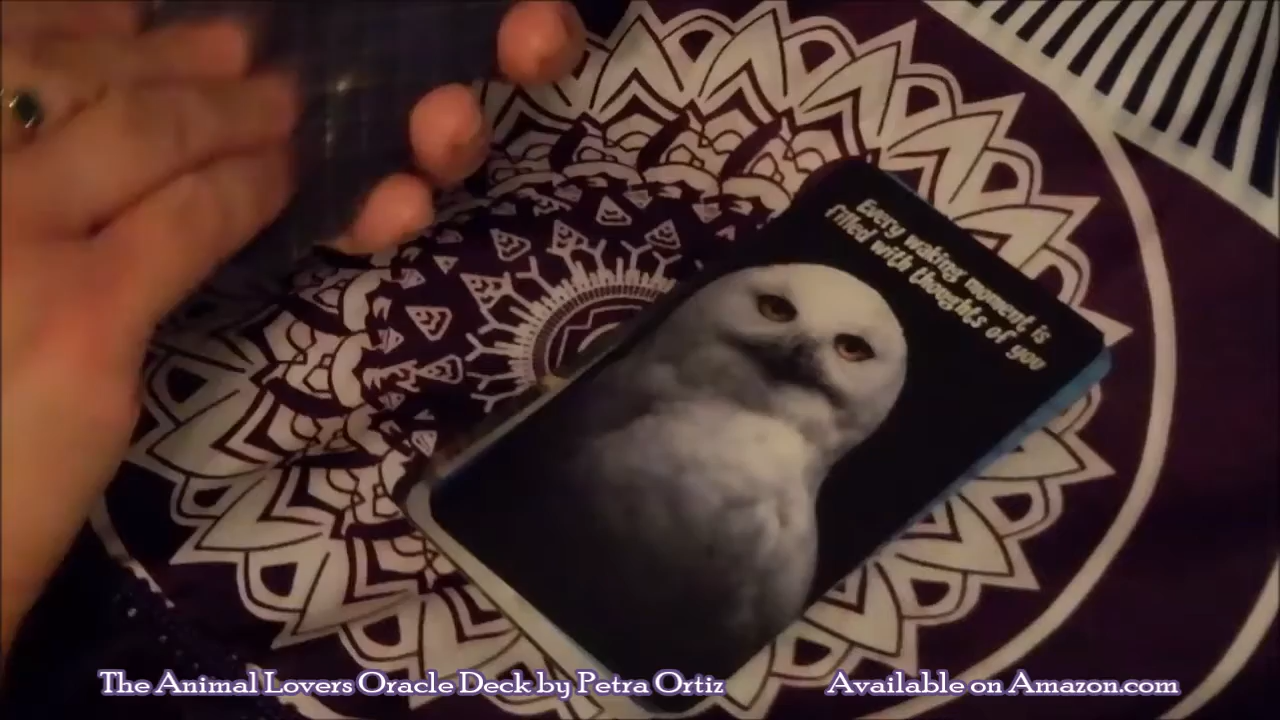 Every waking moment is
filled with thoughts of you
The Animal Lovers Oracle Deck by Petra Ortiz
Available on Amazon.com